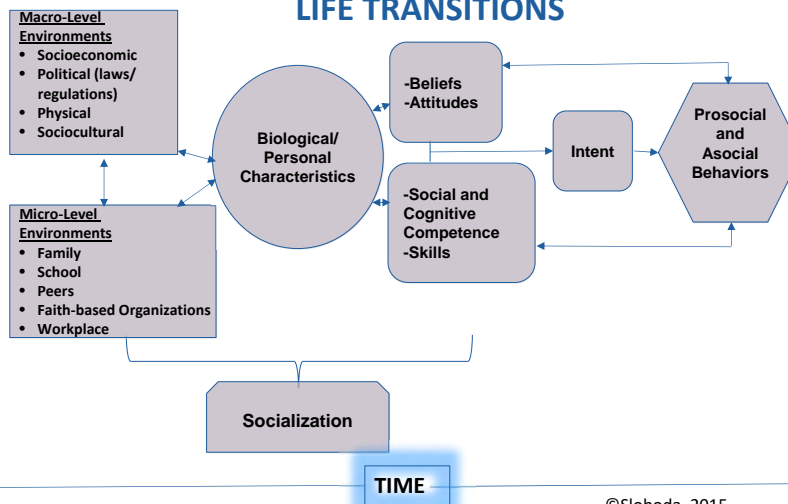 LIFE TRANSITIONS
Macro-Level
Environments
• Socioeconomic
• Political (laws/
regulations)
• Physical
• Sociocultural
Micro-Level
Environments
• Family
• School
• Peers
• Faith-based Organizations
• Workplace
Biological/
Personal
Characteristics
-Beliefs
-Attitudes
-Social and
Cognitive
Competence
-Skills
Intent
Prosocial
and
Asocial
Behaviors
Socialization
TIME
©Sloboda, 2015